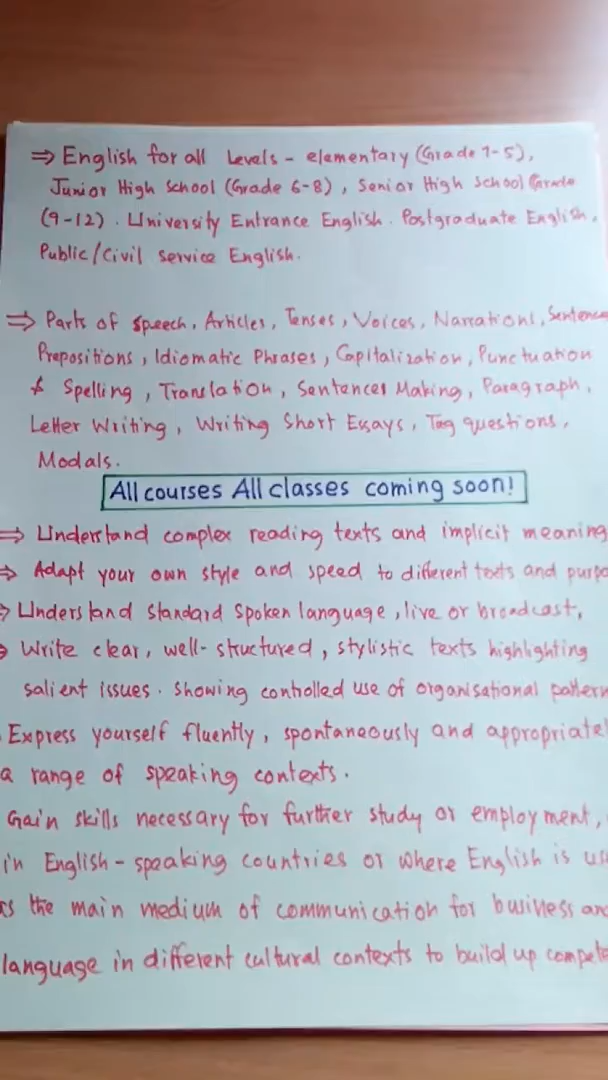 ⇒ English for all Levels - elementary (Grade 1-5),
Junior High School (Grade 6-8), Senior High School Grade
(9-12). University Entrance English. Postgraduate English,
Public/Civil Service English.
⇒ Parts of Speech, Articles, Tenses, Voices, Narrations, Sentence
Prepositions, Idiomatic Phrases, Capitalization, Punctuation
& Spelling, Translation, Sentences Making, Paragraph,
Letter Writing, Writing Short Essays, Tag questions,
Modals.
All courses All classes coming soon!
⇒ Understand complex reading texts and implicit meaning
⇒ Adapt your own style and speed to different texts and
⇒ Understand standard spoken language, live or broadcast,
Write clear, well-structured, stylistic texts highlighting
salient issues. Showing controlled use of organisational
Express yourself fluently, spontaneously and
a range of speaking contexts.
Gain skills necessary for further study or employment,
in English-speaking countries or where English is
the main medium of communication for business
language in different cultural contexts to build up